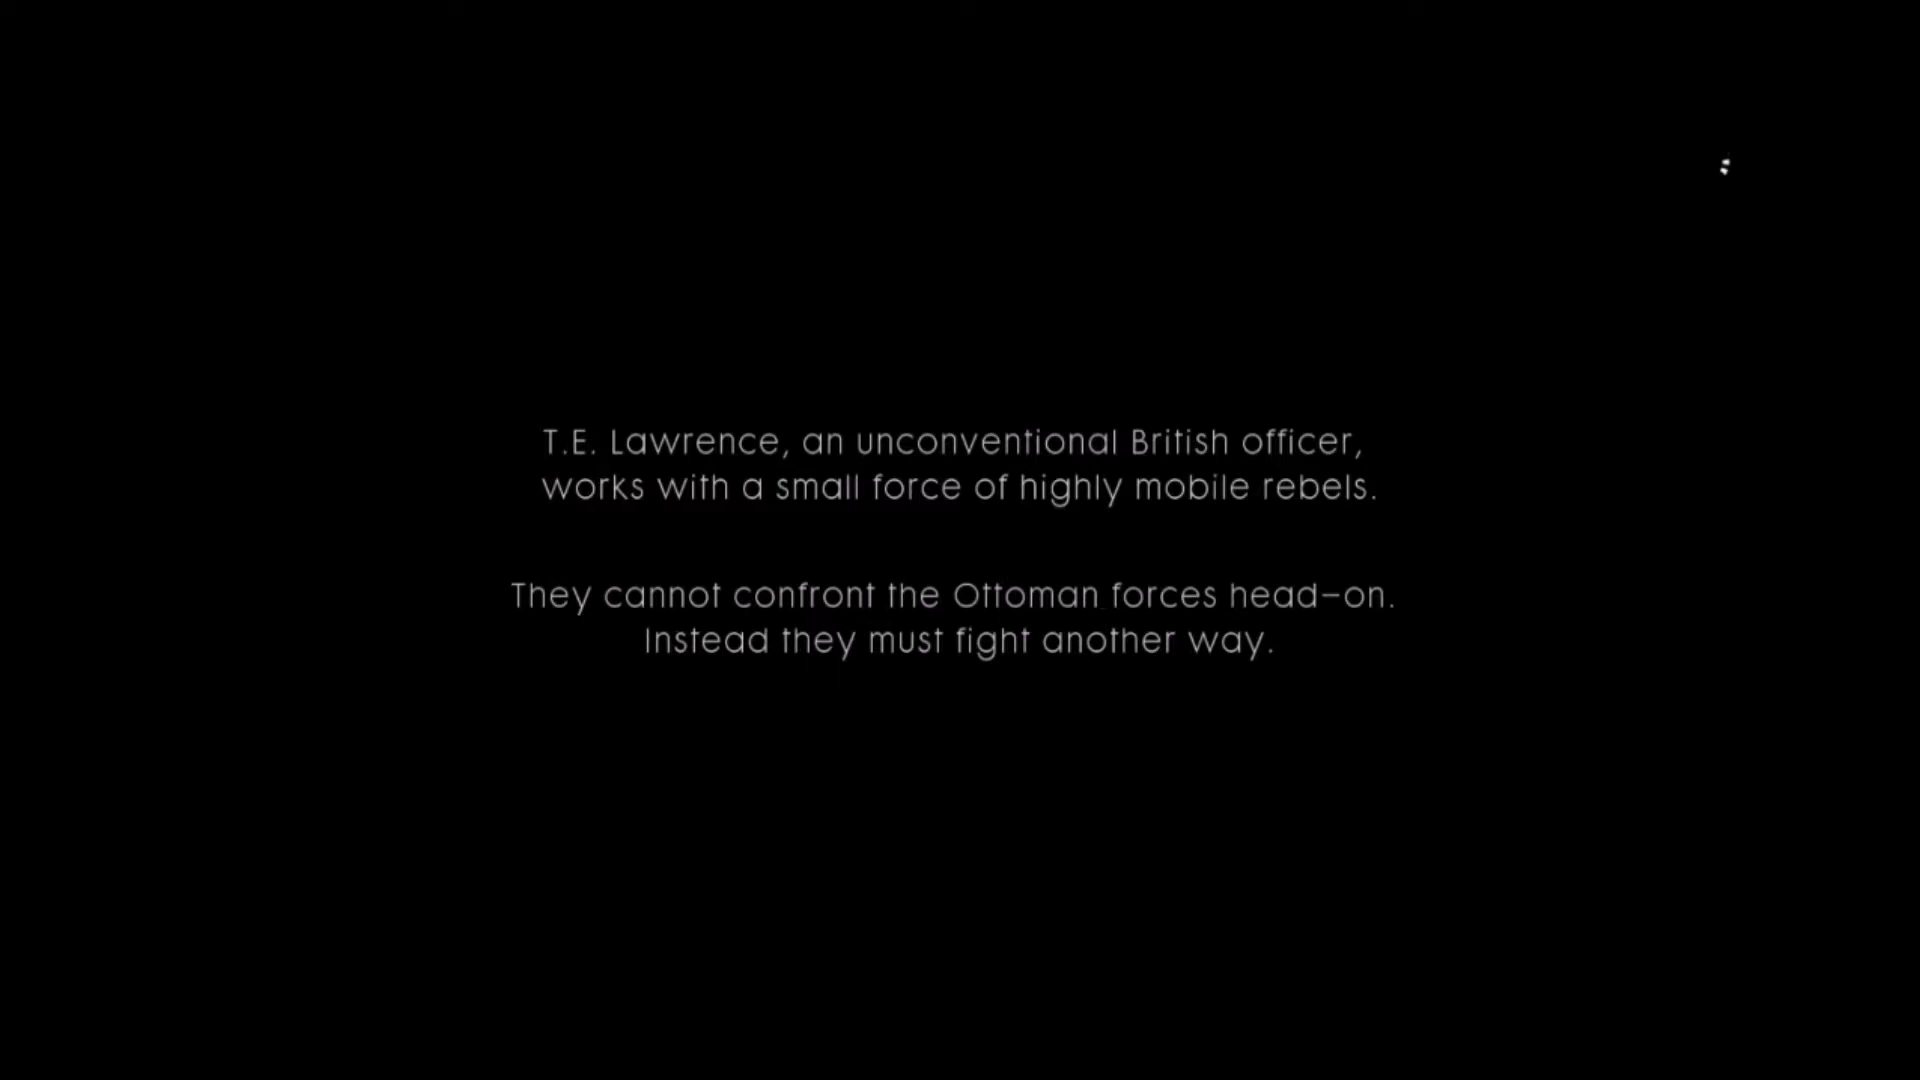 T.E. Lawrence, an unconventional British officer,
works with a small force of highly mobile rebels.
They cannot confront the Ottoman forces head-on.
Instead they must fight another way.